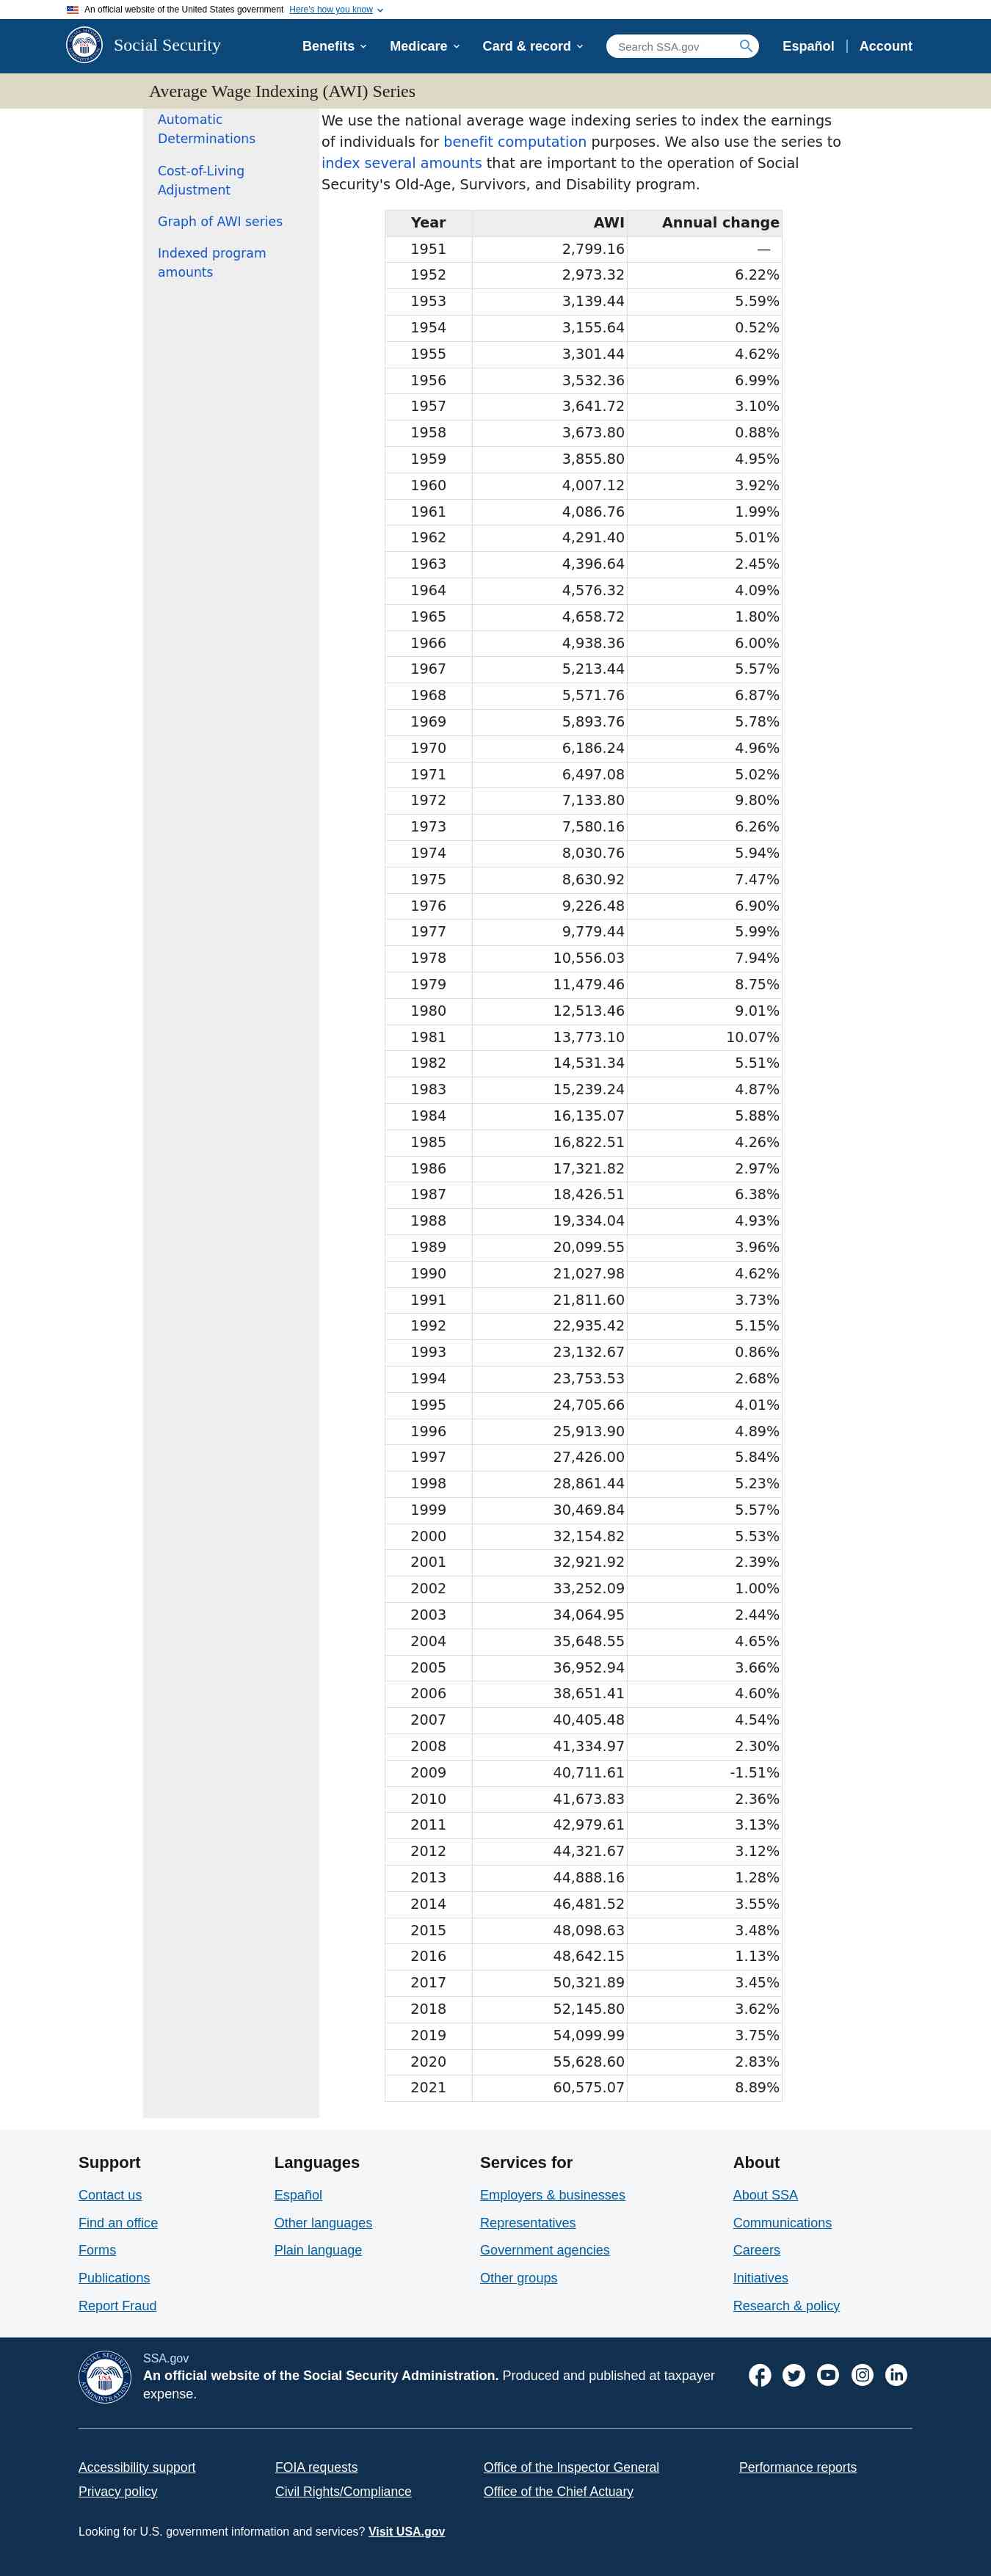 An official website of the United States government Here's how you know
Social Security
Benefits
Medicare
Card & record
Search SSA.gov
Español
Account
Average Wage Indexing (AWI) Series
Automatic
Determinations
Cost-of-Living
Adjustment
Graph of AWI series
Indexed program
amounts
We use the national average wage indexing series to index the earnings
of individuals for benefit computation purposes. We also use the series to
index several amounts that are important to the operation of Social
Security's Old-Age, Survivors, and Disability program.
Year AWI Annual change
1951 2,799.16 —
1952 2,973.32 6.22%
1953 3,139.44 5.59%
1954 3,155.64 0.52%
1955 3,301.44 4.62%
1956 3,532.36 6.99%
1957 3,641.72 3.10%
1958 3,673.80 0.88%
1959 3,855.80 4.95%
1960 4,007.12 3.92%
1961 4,086.76 1.99%
1962 4,291.40 5.01%
1963 4,396.64 2.45%
1964 4,576.32 4.09%
1965 4,658.72 1.80%
1966 4,938.36 6.00%
1967 5,213.44 5.57%
1968 5,571.76 6.87%
1969 5,893.76 5.78%
1970 6,186.24 4.96%
1971 6,497.08 5.02%
1972 7,133.80 9.80%
1973 7,580.16 6.26%
1974 8,030.76 5.94%
1975 8,630.92 7.47%
1976 9,226.48 6.90%
1977 9,779.44 5.99%
1978 10,556.03 7.94%
1979 11,479.46 8.75%
1980 12,513.46 9.01%
1981 13,773.10 10.07%
1982 14,531.34 5.51%
1983 15,239.24 4.87%
1984 16,135.07 5.88%
1985 16,822.51 4.26%
1986 17,321.82 2.97%
1987 18,426.51 6.38%
1988 19,334.04 4.93%
1989 20,099.55 3.96%
1990 21,027.98 4.62%
1991 21,811.60 3.73%
1992 22,935.42 5.15%
1993 23,132.67 0.86%
1994 23,753.53 2.68%
1995 24,705.66 4.01%
1996 25,913.90 4.89%
1997 27,426.00 5.84%
1998 28,861.44 5.23%
1999 30,469.84 5.57%
2000 32,154.82 5.53%
2001 32,921.92 2.39%
2002 33,252.09 1.00%
2003 34,064.95 2.44%
2004 35,648.55 4.65%
2005 36,952.94 3.66%
2006 38,651.41 4.60%
2007 40,405.48 4.54%
2008 41,334.97 2.30%
2009 40,711.61 -1.51%
2010 41,673.83 2.36%
2011 42,979.61 3.13%
2012 44,321.67 3.12%
2013 44,888.16 1.28%
2014 46,481.52 3.55%
2015 48,098.63 3.48%
2016 48,642.15 1.13%
2017 50,321.89 3.45%
2018 52,145.80 3.62%
2019 54,099.99 3.75%
2020 55,628.60 2.83%
2021 60,575.07 8.89%
Support
Contact us
Find an office
Forms
Publications
Report Fraud
Languages
Español
Other languages
Plain language
Services for
Employers & businesses
Representatives
Government agencies
Other groups
About
About SSA
Communications
Careers
Initiatives
Research & policy
SOCIAL SECURITY
USA
ADMINISTRATION
SSA.gov
An official website of the Social Security Administration. Produced and published at taxpayer
expense.
Accessibility support
Privacy policy
FOIA requests
Civil Rights/Compliance
Office of the Inspector General
Office of the Chief Actuary
Performance reports
Looking for U.S. government information and services? Visit USA.gov